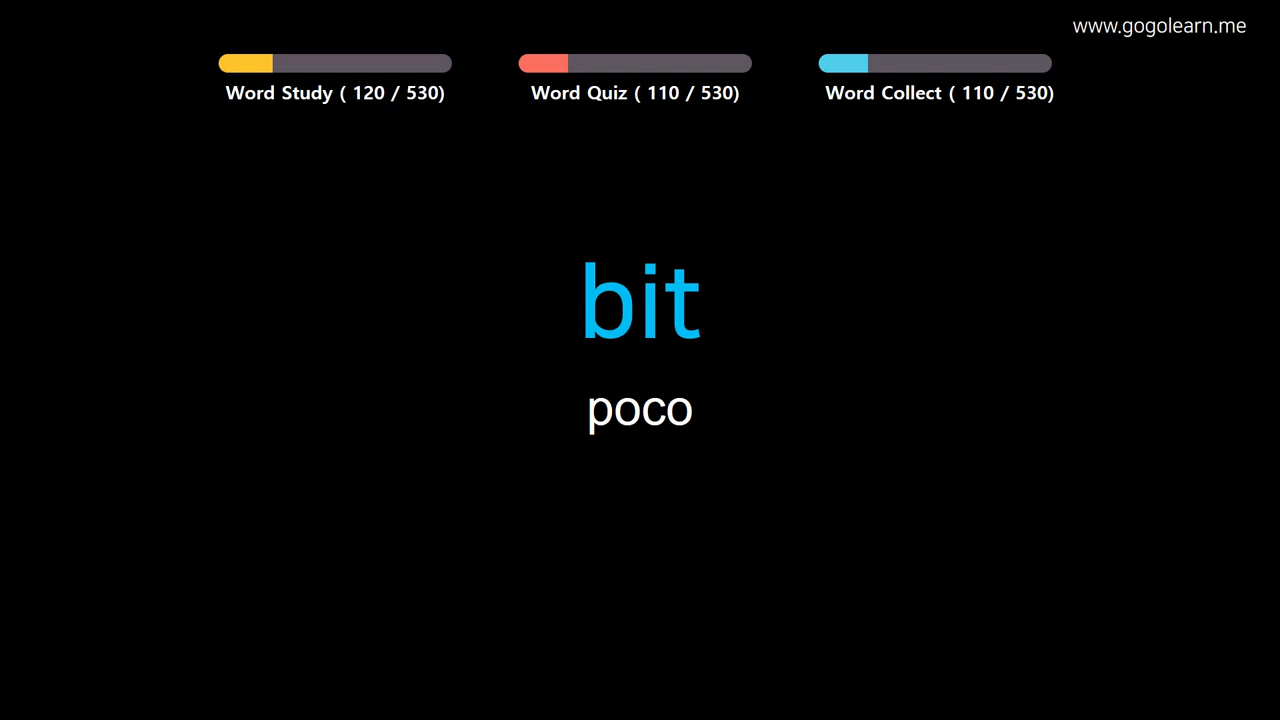 www.gogolearn.me
Word Study ( 120 / 530)
Word Quiz ( 110 / 530)
Word Collect ( 110 / 530)
bit
poco